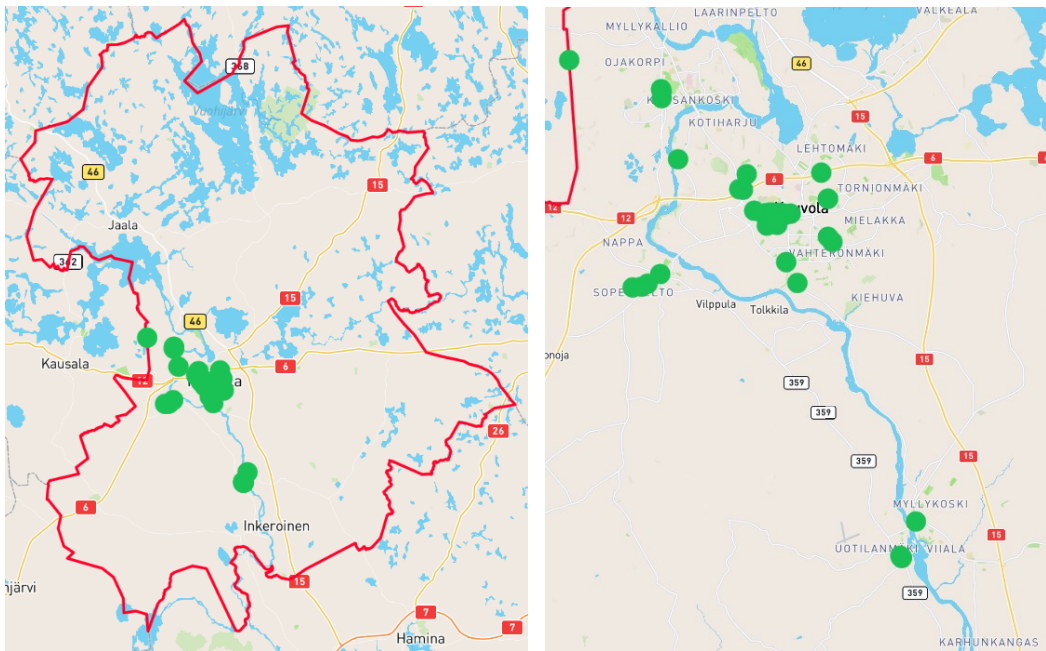 368
Vuohijärvi
15
46
Jaala
342
15
46
Kausala
6
12
26
6
Inkeroinen
15
7
Hamina
7
LAARINPELTO
VALKEALA
MYLLYKALLIO
46
OJAKORPI
15
KOTIHARJU
LEHTOMÄKI
6
6
TORNIONMÄKI
12
12
MIELAKKA
NAPPA
VAHTERONMÄKI
KIEHUVA
Vilppula
Tolkkila
15
359
359
15
359
MYLLYKOSKI
15
VIIALA
359
KARHUNKANGAS